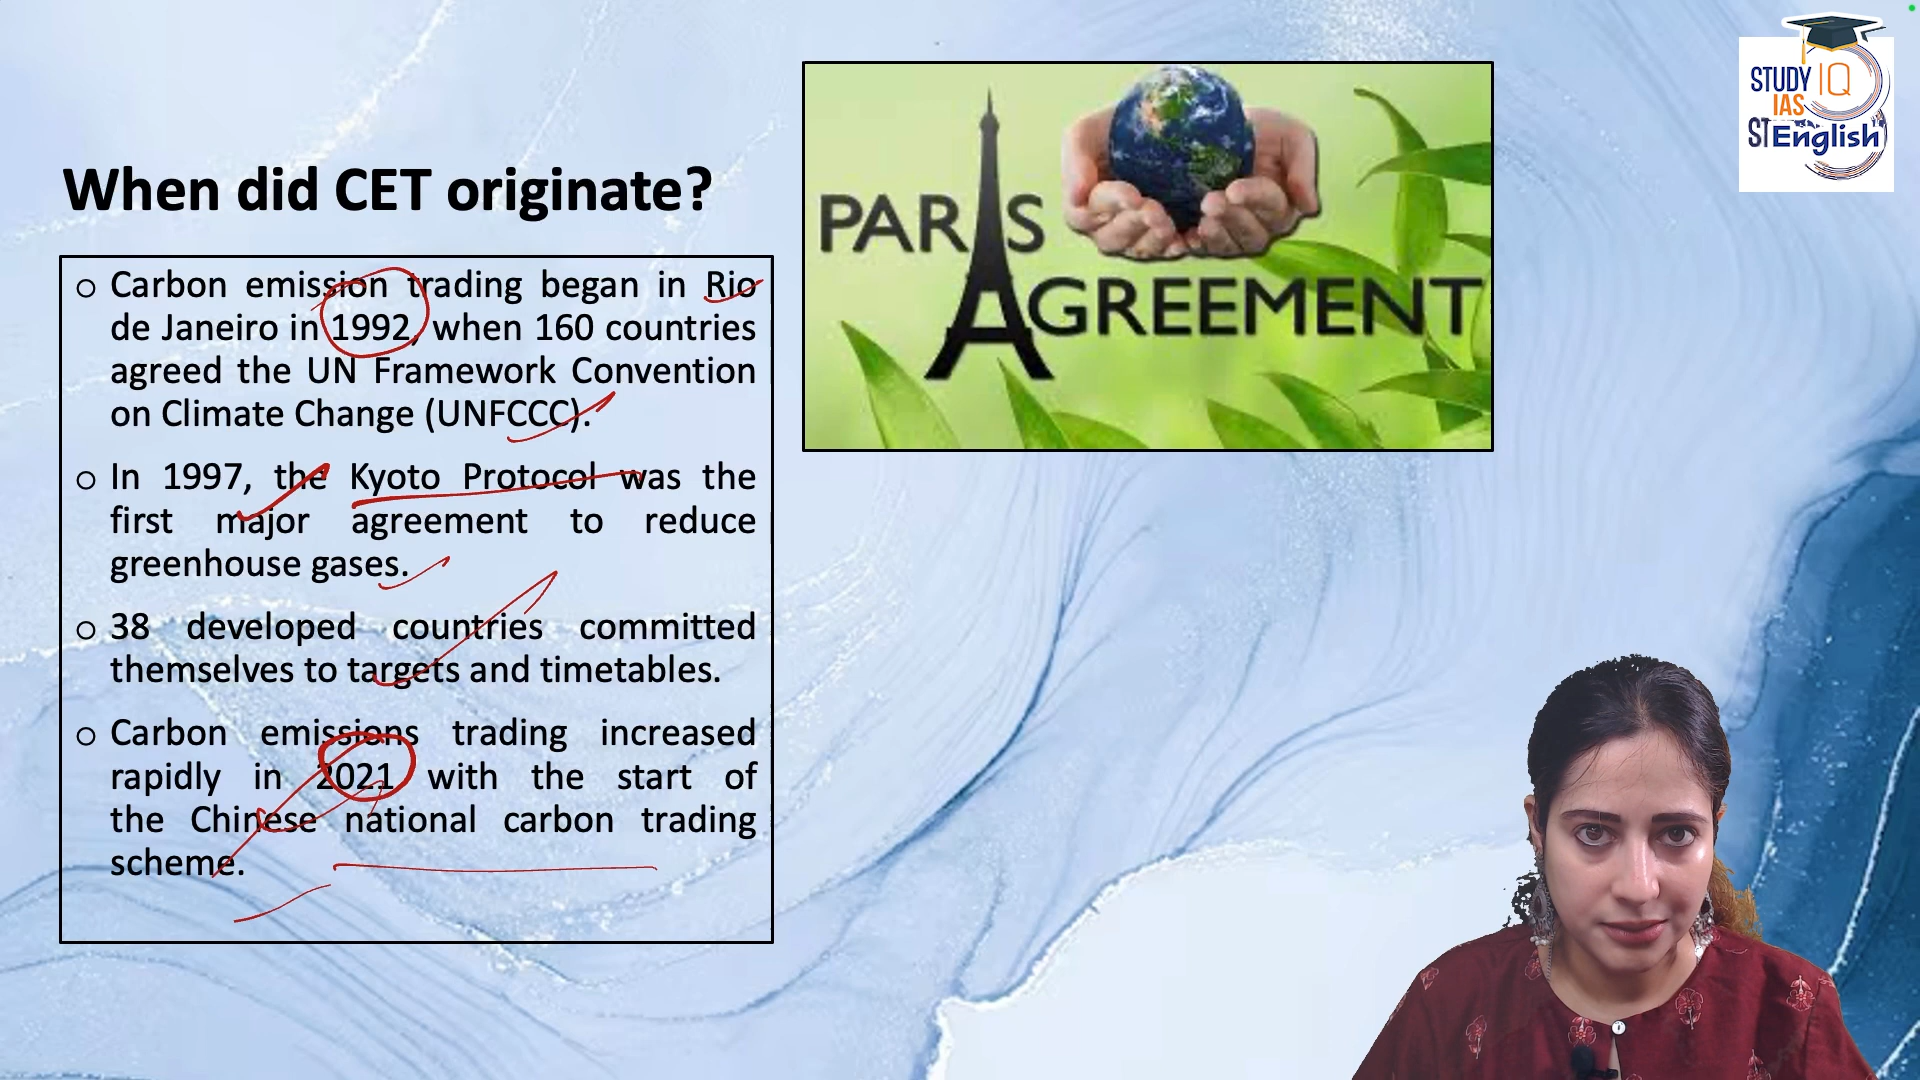 When did CET originate?
○ Carbon emission trading began in Rio
de Janeiro in 1992, when 160 countries
agreed the UN Framework Convention
on Climate Change (UNFCCC).
○ In 1997, the Kyoto Protocol was the
first major agreement to reduce
greenhouse gases.
○ 38 developed countries committed
themselves to targets and timetables.
○ Carbon emissions trading increased
rapidly in 2021 with the start of
the Chinese national carbon trading
scheme.
PARIS
AGREEMENT
STUDY IQ
IAS
English